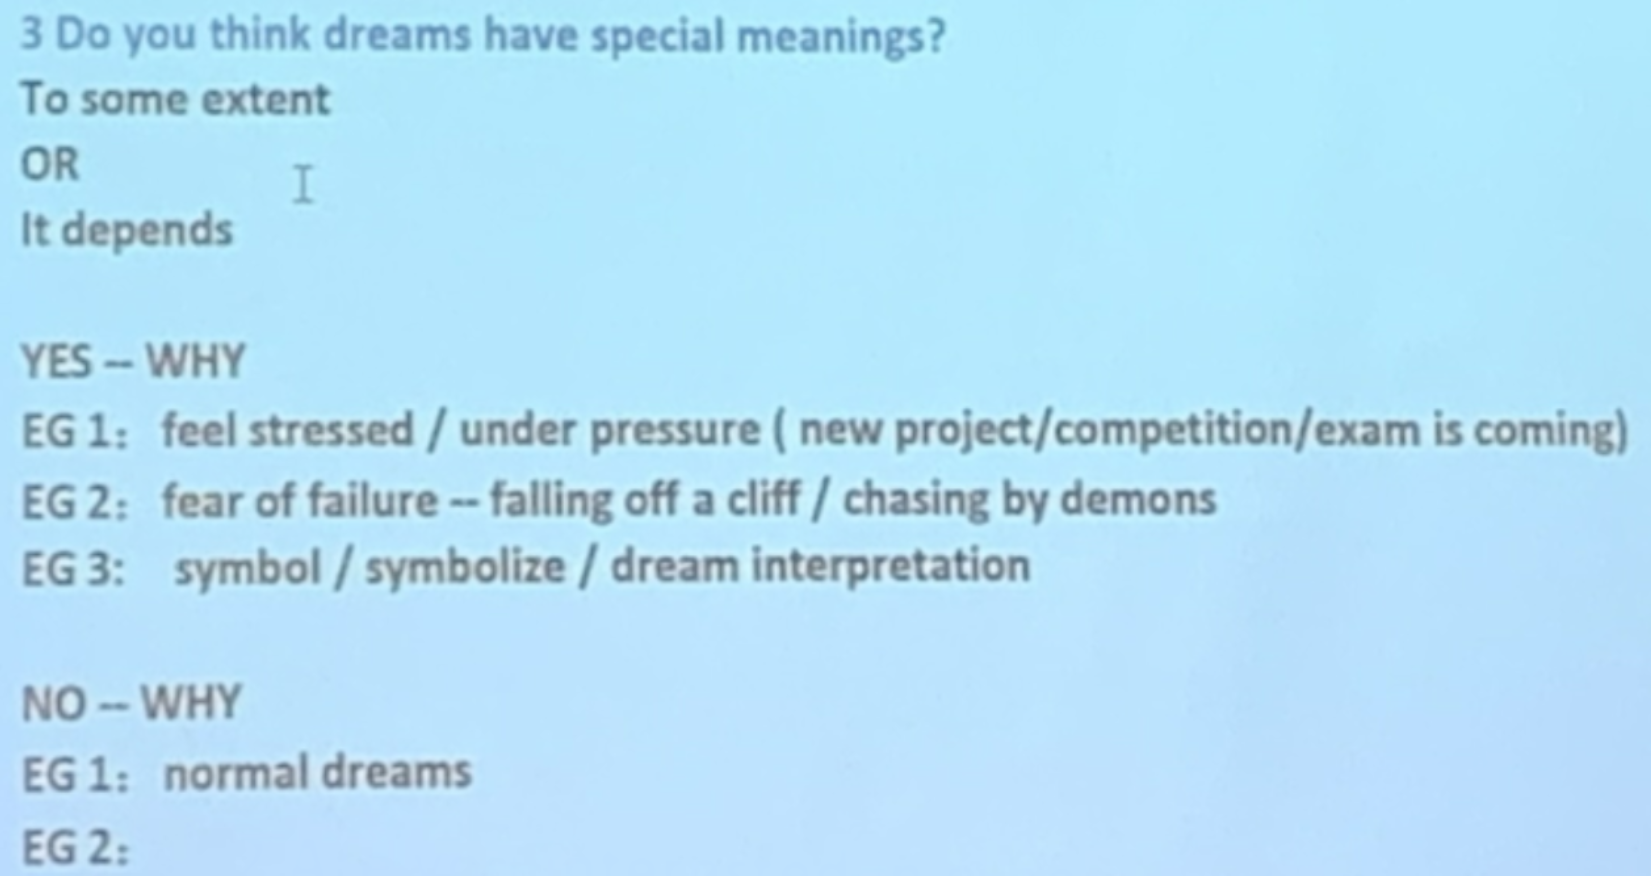 3 Do you think dreams have special meanings?
To some extent
OR
It depends
YES -- WHY
EG 1: feel stressed / under pressure ( new project/competition/exam is coming)
EG 2: fear of failure -- falling off a cliff / chasing by demons
EG 3: symbol / symbolize / dream interpretation
NO -- WHY
EG 1: normal dreams
EG 2: